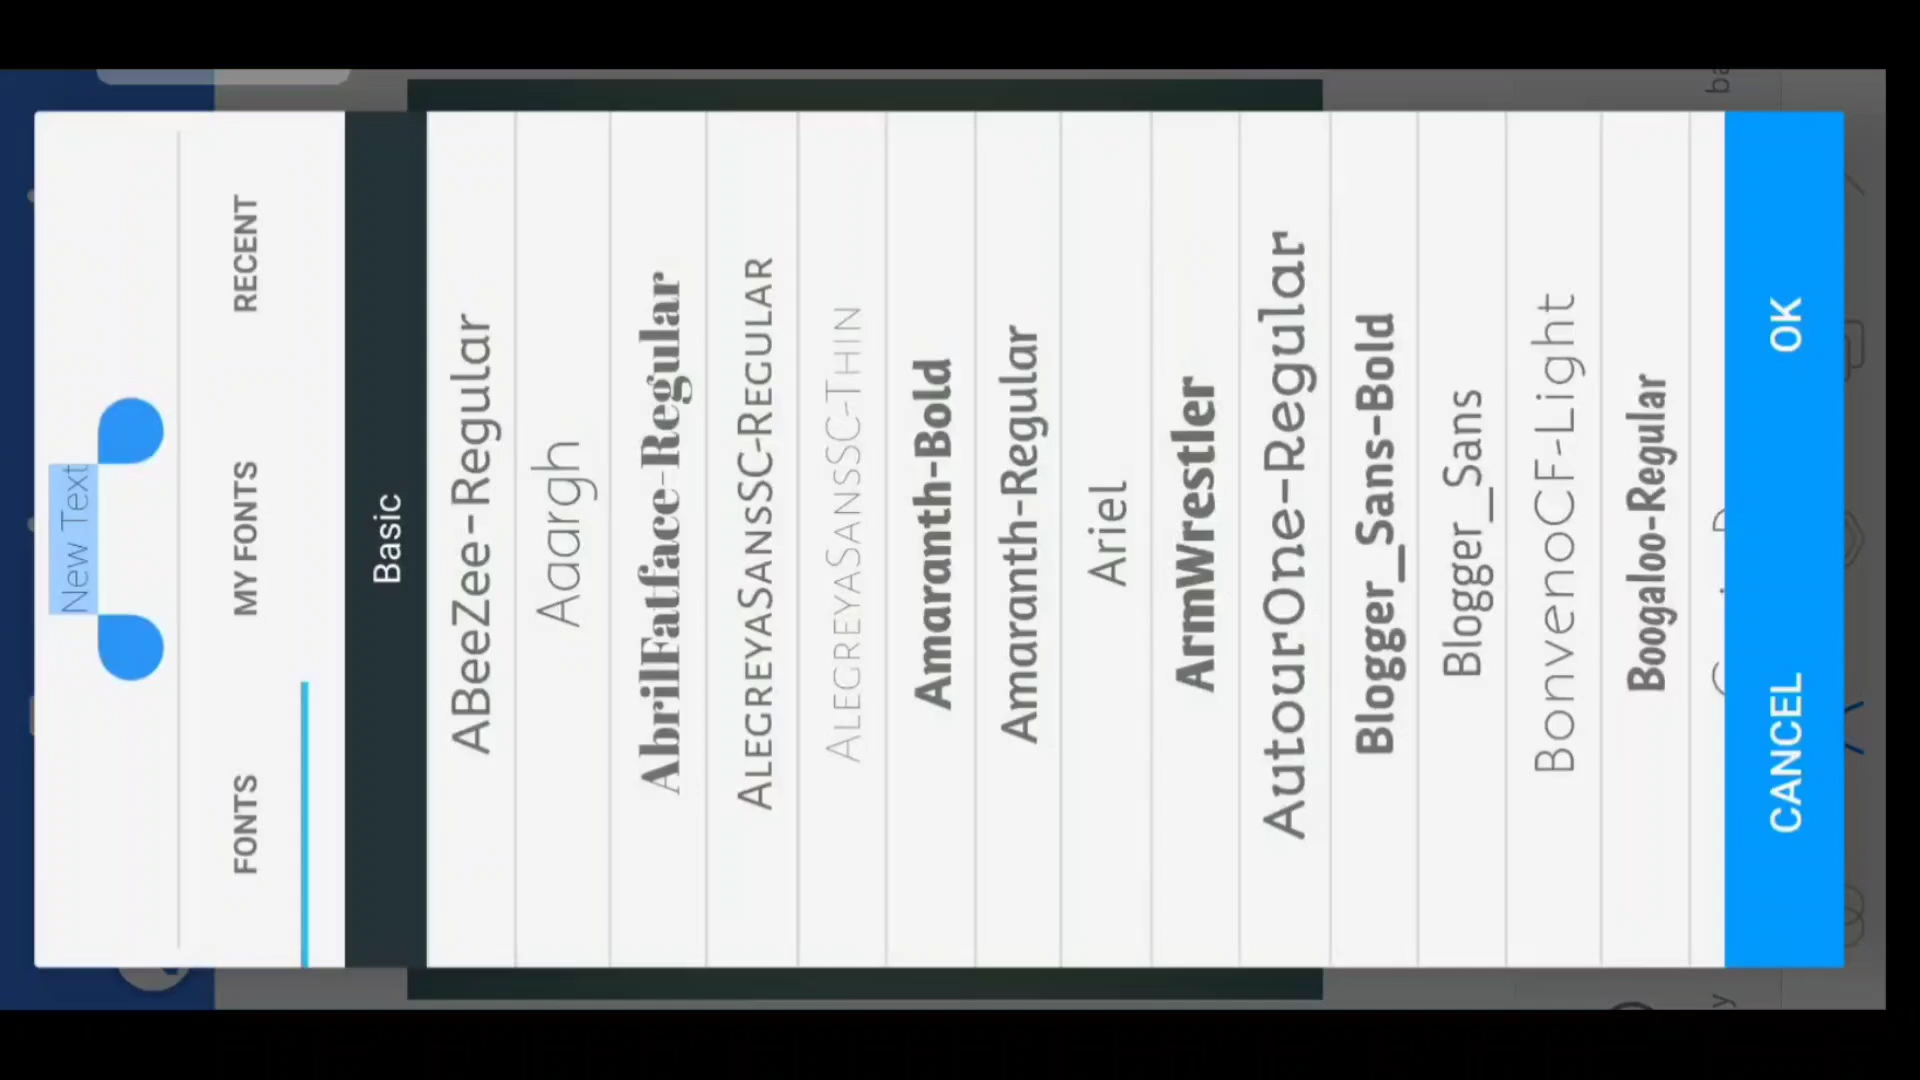 New Text
FONTS
MY FONTS
RECENT
Basic
ABeeZee-Regular
Aargh
AbrilFatface-Regular
ALEGREYASANSSC-REGULAR
ALEGREYASANSSC-THIN
Amaranth-Bold
Amaranth-Regular
Ariel
ArmWrestler
AutourOne-Regular
Blogger_Sans-Bold
Blogger_Sans
BonvenoCF-Light
Boogaloo-Regular
CANCEL
OK